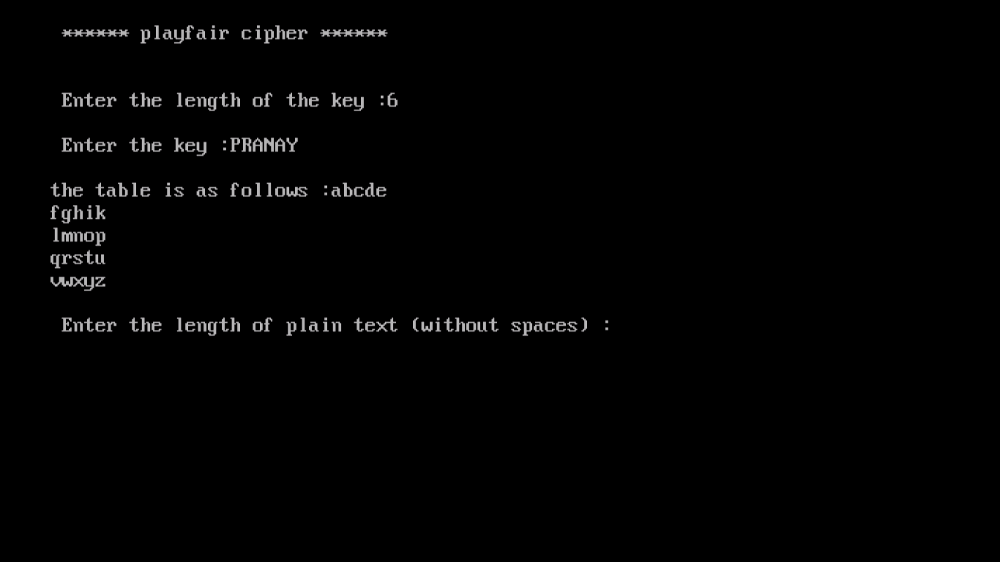 ****** playfair cipher ******
Enter the length of the key :6
Enter the key :PRANAY
the table is as follows :abcde
fghik
lmnop
qrstu
vwxyz
Enter the length of plain text (without spaces) :